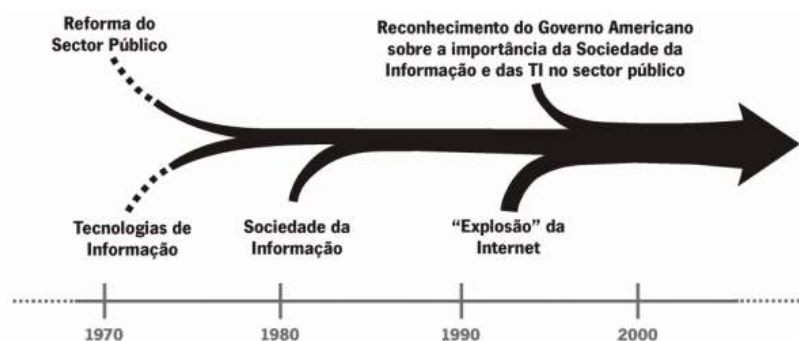 Reforma do
Sector Público
Reconhecimento do Governo Americano
sobre a importância da Sociedade da
Informação e das TI no sector público
Tecnologias de
Informação
Sociedade da
Informação
“Explosão” da
Internet
1970
1980
1990
2000